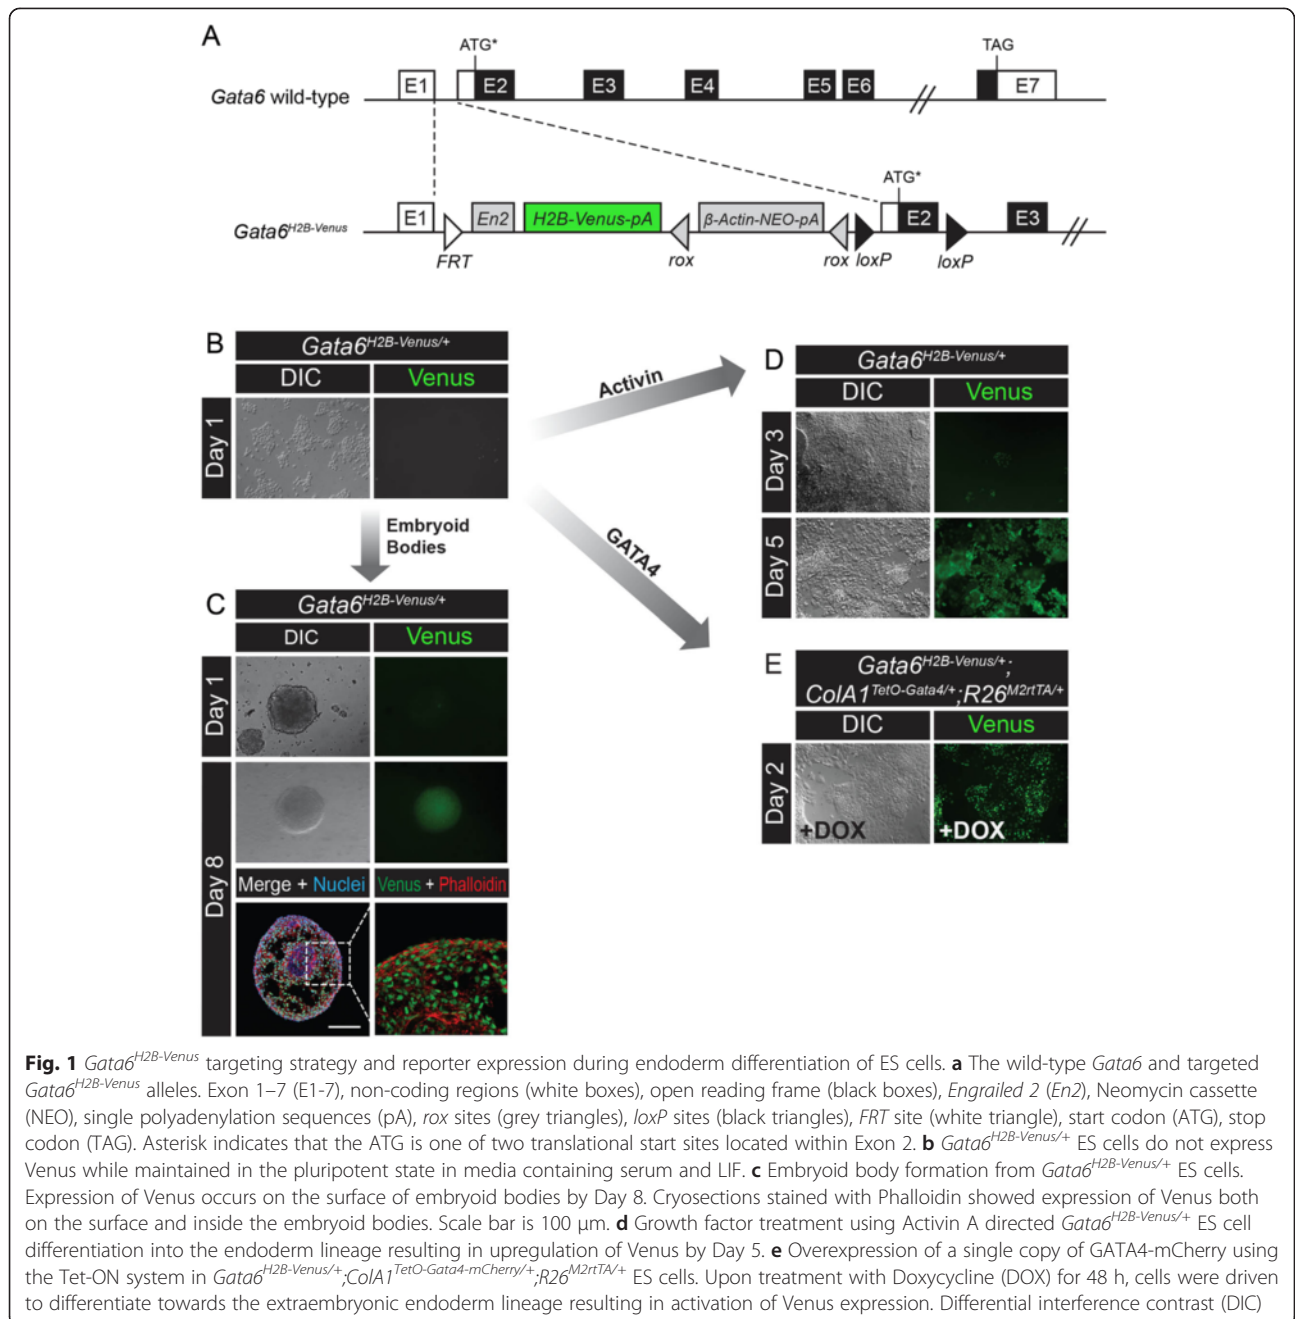 A
ATG*
TAG
E1 E2 E3 E4 E5 E6 E7
Gata6 wild-type
ATG*
E1 En2 H2B-Venus-pA β-Actin-NEO-pA E2 E3
Gata6H2B-Venus
FRT rox rox loxP loxP
B
Gata6H2B-Venus/+
DIC Venus
Day 1
Activin
GATA4
Embryoid
Bodies
C
Gata6H2B-Venus/+
DIC Venus
Day 1
Day 8
Merge + Nuclei Venus + Phalloidin
D
Gata6H2B-Venus/+
DIC Venus
Day 3
Day 5
E
Gata6H2B-Venus/+;
ColA1TetO-Gata4/+;R26M2rtTA/+
DIC Venus
Day 2
+DOX +DOX
Fig. 1 Gata6H2B-Venus targeting strategy and reporter expression during endoderm differentiation of ES cells. a The wild-type Gata6 and targeted
Gata6H2B-Venus alleles. Exon 1–7 (E1-7), non-coding regions (white boxes), open reading frame (black boxes), Engrailed 2 (En2), Neomycin cassette
(NEO), single polyadenylation sequences (pA), rox sites (grey triangles), loxP sites (black triangles), FRT site (white triangle), start codon (ATG), stop
codon (TAG). Asterisk indicates that the ATG is one of two translational start sites located within Exon 2. b Gata6H2B-Venus/+ ES cells do not express
Venus while maintained in the pluripotent state in media containing serum and LIF. c Embryoid body formation from Gata6H2B-Venus/+ ES cells.
Expression of Venus occurs on the surface of embryoid bodies by Day 8. Cryosections stained with Phalloidin showed expression of Venus both
on the surface and inside the embryoid bodies. Scale bar is 100 μm. d Growth factor treatment using Activin A directed Gata6H2B-Venus/+ ES cell
differentiation into the endoderm lineage resulting in upregulation of Venus by Day 5. e Overexpression of a single copy of GATA4-mCherry using
the Tet-ON system in Gata6H2B-Venus/+;ColA1TetO-Gata4-mCherry/+;R26M2rtTA/+ ES cells. Upon treatment with Doxycycline (DOX) for 48 h, cells were driven
to differentiate towards the extraembryonic endoderm lineage resulting in activation of Venus expression. Differential interference contrast (DIC)